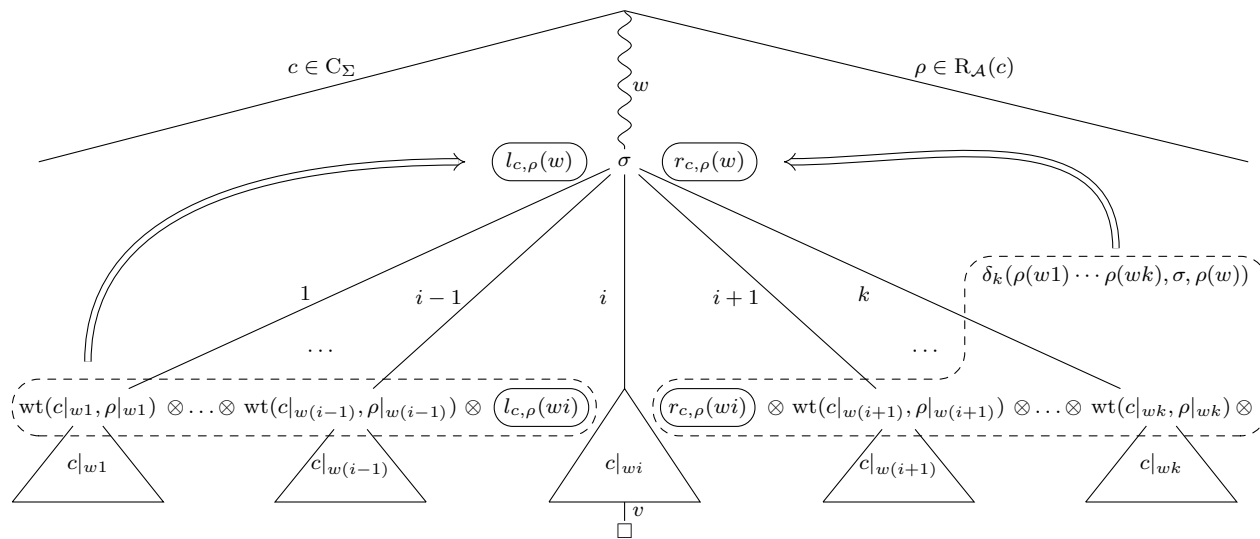 c ∈ C_Σ
ρ ∈ R_𝒜(c)
w
l_{c,ρ}(w) σ r_{c,ρ}(w)
δ_k(ρ(w1) ⋯ ρ(wk), σ, ρ(w))
1 i − 1 i i + 1 k
… …
wt(c|_{w1}, ρ|_{w1}) ⊗ … ⊗ wt(c|_{w(i−1)}, ρ|_{w(i−1)}) ⊗ l_{c,ρ}(wi) r_{c,ρ}(wi) ⊗ wt(c|_{w(i+1)}, ρ|_{w(i+1)}) ⊗ … ⊗ wt(c|_{wk}, ρ|_{wk}) ⊗
c|_{w1} c|_{w(i−1)} c|_{wi} c|_{w(i+1)} c|_{wk}
v
□